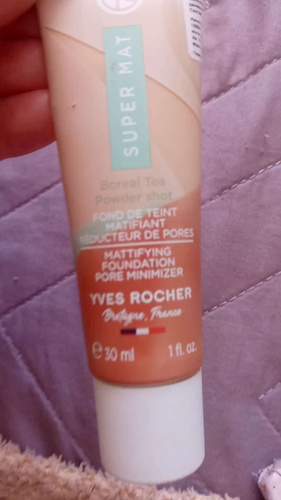 SUPER MAT
Boreal Tea
Powder shot
FOND DE TEINT
MATIFIANT
RÉDUCTEUR DE PORES
MATTIFYING
FOUNDATION
PORE MINIMIZER
YVES ROCHER
Bretagne, France
e 30 ml 1 fl. oz.